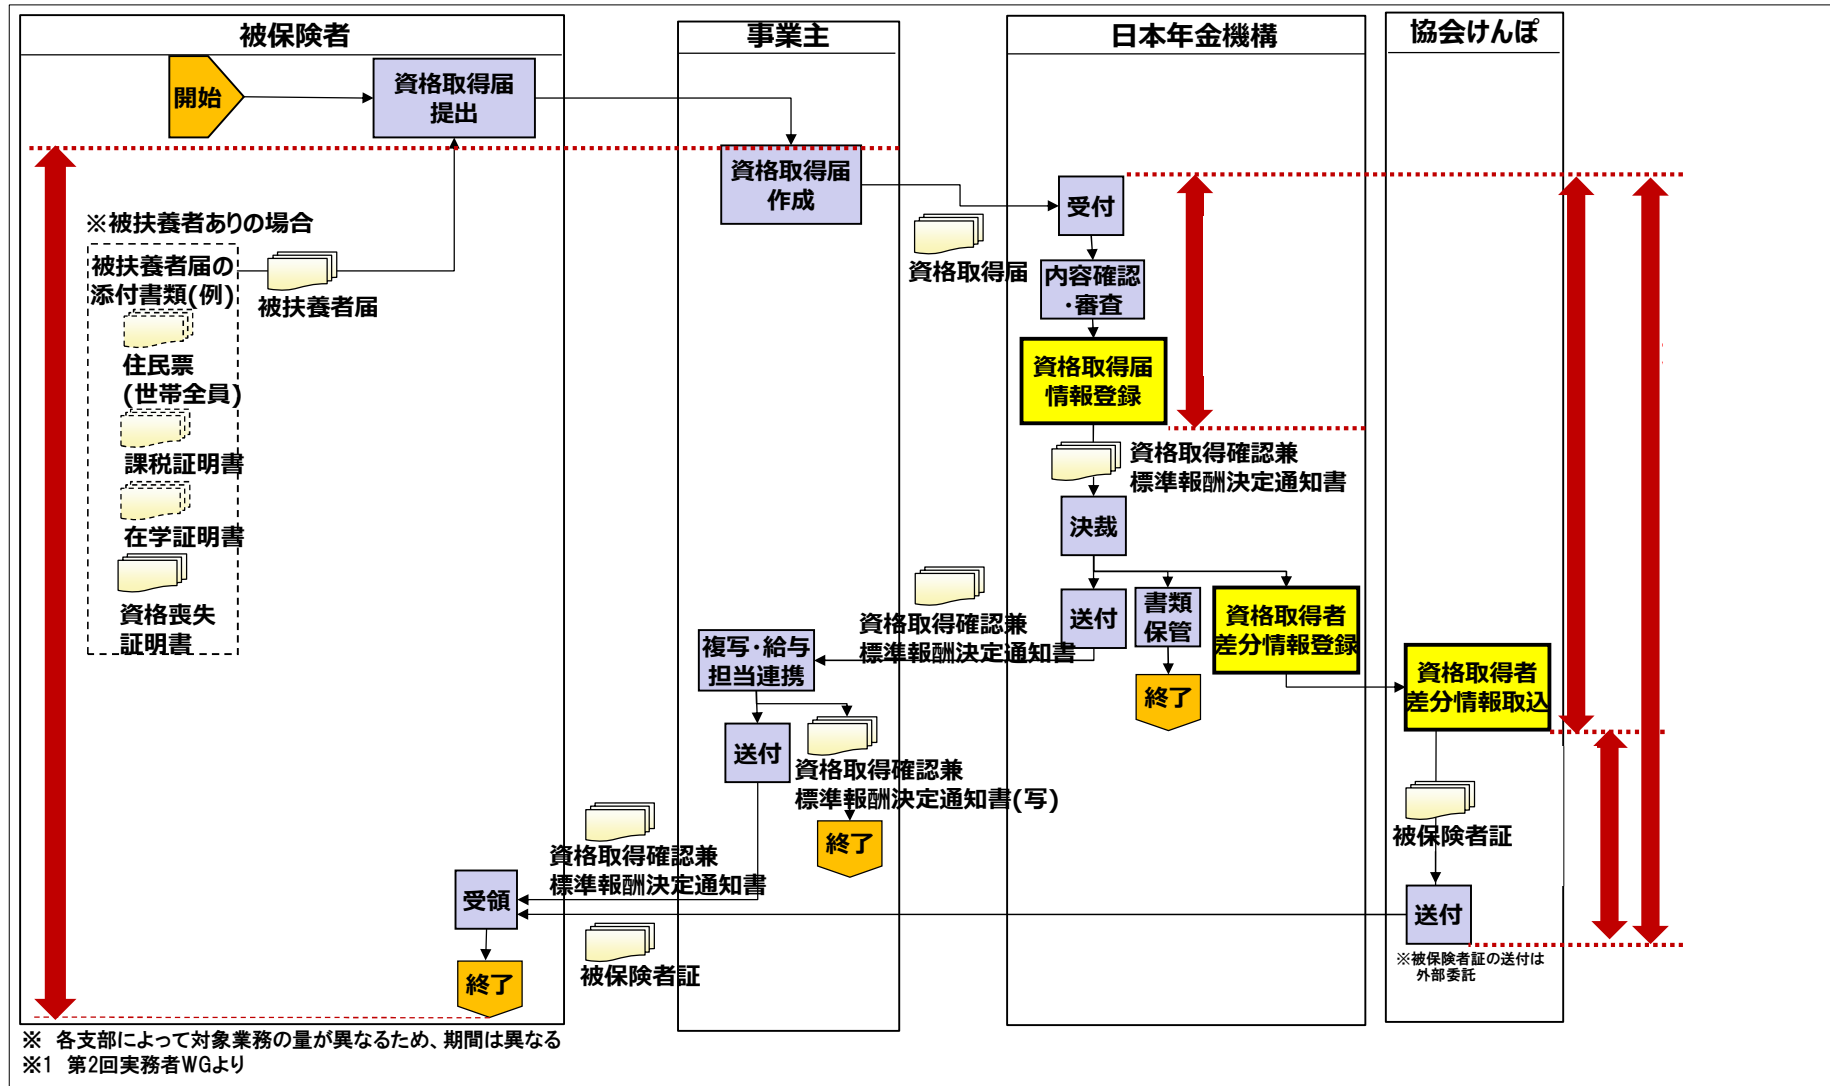 被保険者
事業主
日本年金機構
協会けんぽ
開始
資格取得届
提出
資格取得届
作成
受付
※被扶養者ありの場合
被扶養者届の
添付書類(例)
被扶養者届
住民票
(世帯全員)
課税証明書
在学証明書
資格喪失
証明書
資格取得届
内容確認
・審査
資格取得届
情報登録
資格取得確認兼
標準報酬決定通知書
決裁
送付
書類
保管
資格取得者
差分情報登録
終了
資格取得者
差分情報取込
資格取得確認兼
標準報酬決定通知書
複写・給与
担当連携
送付
資格取得確認兼
標準報酬決定通知書(写)
終了
資格取得確認兼
標準報酬決定通知書
受領
終了
被保険者証
被保険者証
送付
※被保険者証の送付は
外部委託
※ 各支部によって対象業務の量が異なるため、期間は異なる
※1 第2回実務者WGより